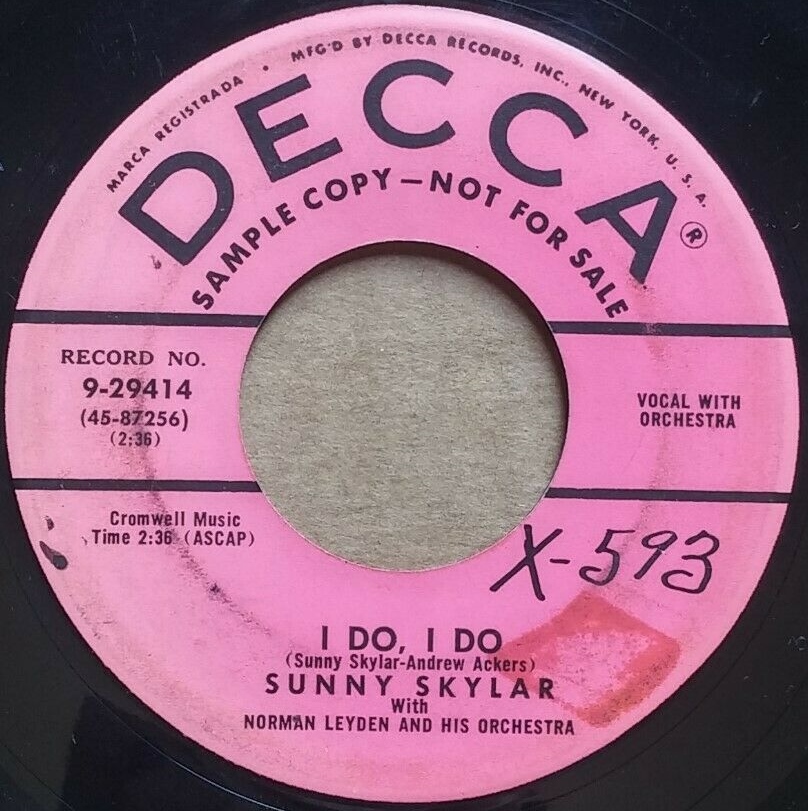 MARCA REGISTRADA • MFG'D BY DECCA RECORDS, INC., NEW YORK, U. S. A.
DECCA®
SAMPLE COPY—NOT FOR SALE
RECORD NO.
9-29414
(45-87256)
(2:36)
VOCAL WITH
ORCHESTRA
Cromwell Music
Time 2:36 (ASCAP)
X-593
I DO, I DO
(Sunny Skylar-Andrew Ackers)
SUNNY SKYLAR
With
NORMAN LEYDEN AND HIS ORCHESTRA